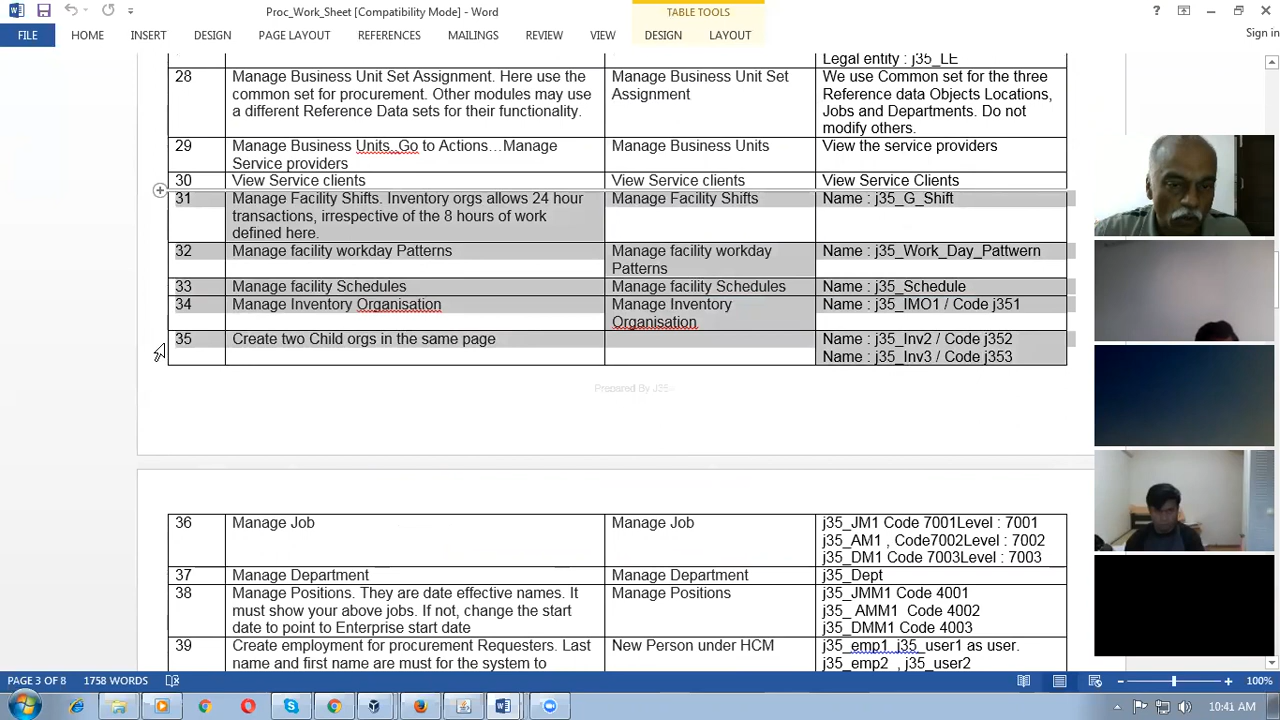 Proc_Work_Sheet [Compatibility Mode] - Word
TABLE TOOLS
?
FILE
HOME
INSERT
DESIGN
PAGE LAYOUT
REFERENCES
MAILINGS
REVIEW
VIEW
DESIGN
LAYOUT
Sign in
Legal entity : j35_LE
28
Manage Business Unit Set Assignment. Here use the
common set for procurement. Other modules may use
a different Reference Data sets for their functionality.
Manage Business Unit Set
Assignment
We use Common set for the three
Reference data Objects Locations,
Jobs and Departments. Do not
modify others.
29
Manage Business Units..Go to Actions…Manage
Service providers
Manage Business Units
View the service providers
30
View Service clients
View Service clients
View Service Clients
31
Manage Facility Shifts. Inventory orgs allows 24 hour
transactions, irrespective of the 8 hours of work
defined here.
Manage Facility Shifts
Name : j35_G_Shift
32
Manage facility workday Patterns
Manage facility workday
Patterns
Name : j35_Work_Day_Pattwern
33
Manage facility Schedules
Manage facility Schedules
Name : j35_Schedule
34
Manage Inventory Organisation
Manage Inventory
Organisation
Name : j35_IMO1 / Code j351
35
Create two Child orgs in the same page
Name : j35_Inv2 / Code j352
Name : j35_Inv3 / Code j353
Prepared By J35
36
Manage Job
Manage Job
j35_JM1 Code 7001Level : 7001
j35_AM1 , Code7002Level : 7002
j35_DM1 Code 7003Level : 7003
37
Manage Department
Manage Department
j35_Dept
38
Manage Positions. They are date effective names. It
must show your above jobs. If not, change the start
date to point to Enterprise start date
Manage Positions
j35_JMM1 Code 4001
j35_ AMM1 Code 4002
j35_DMM1 Code 4003
39
Create employment for procurement Requesters. Last
name and first name are must for the system to
New Person under HCM
j35_emp1 j35_user1 as user.
j35_emp2 , j35_user2
PAGE 3 OF 8
1758 WORDS
100%
10:41 AM